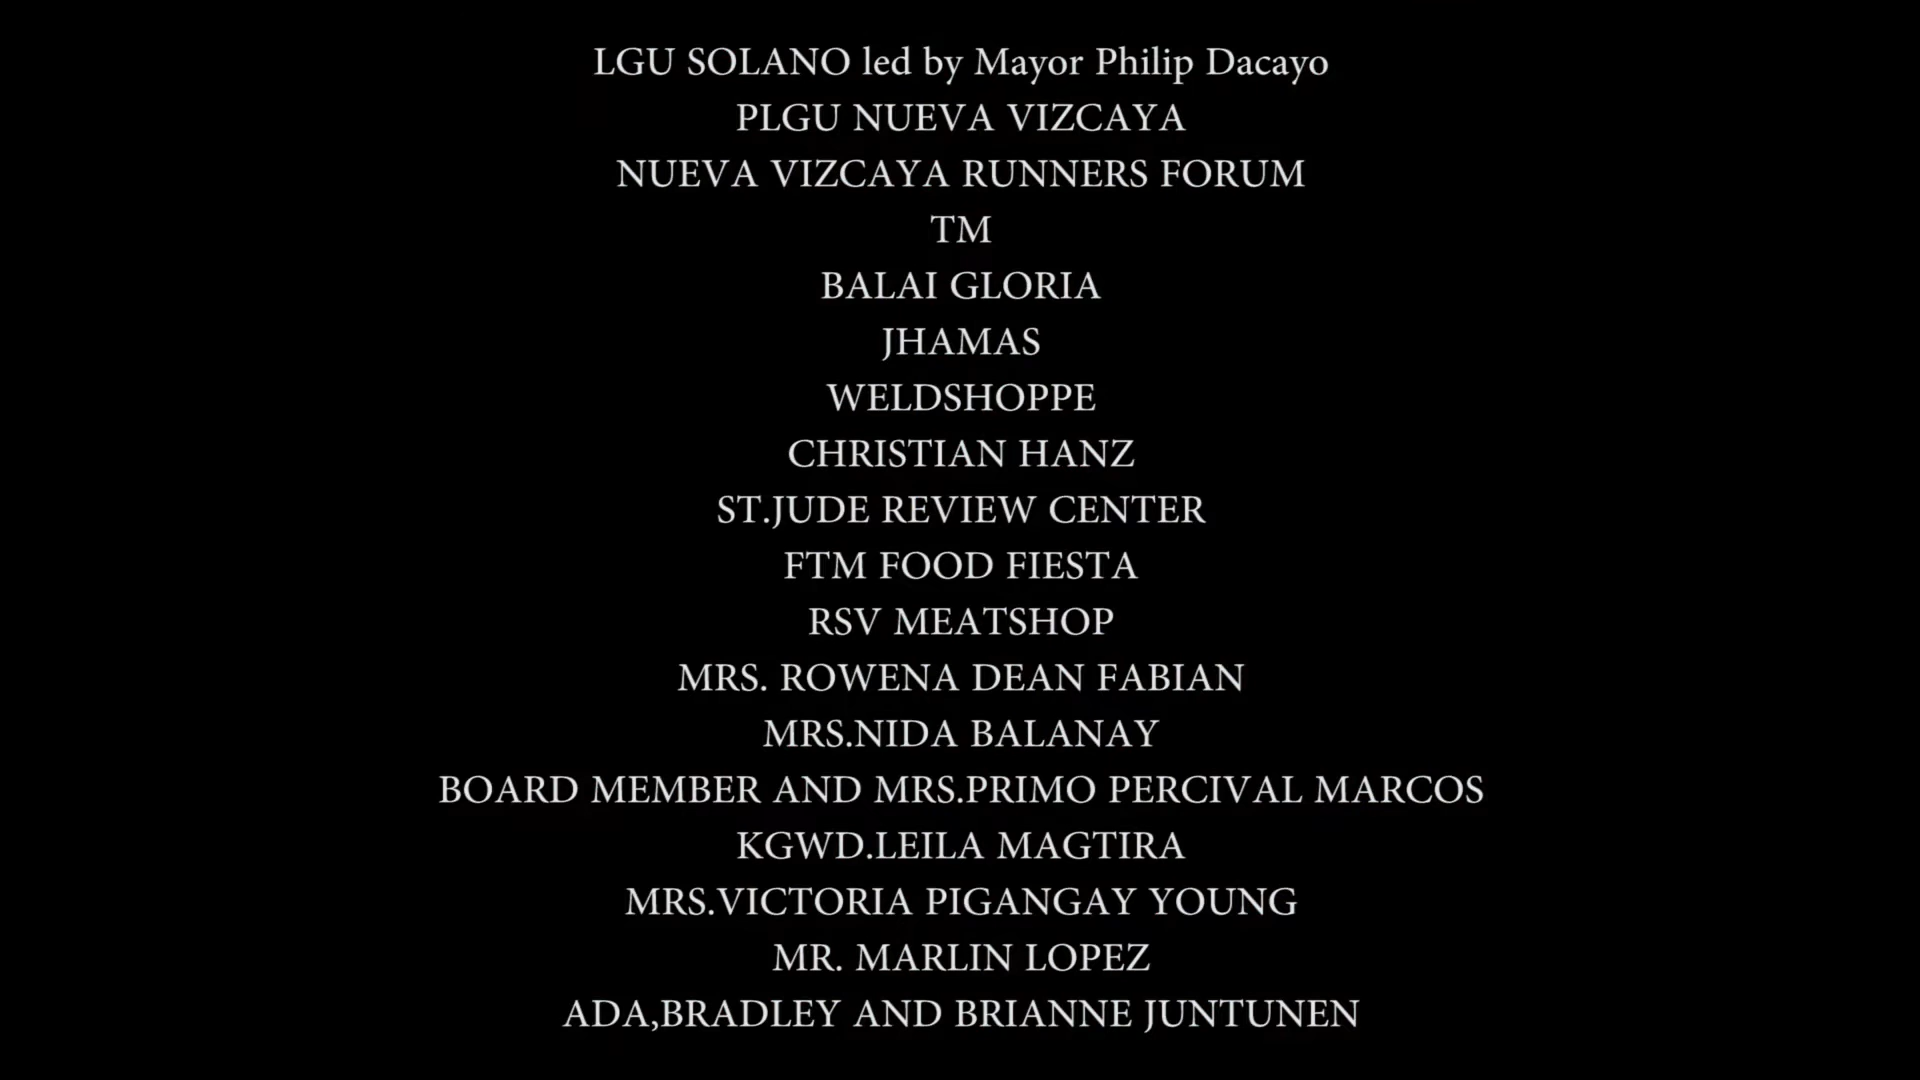 LGU SOLANO led by Mayor Philip Dacayo
PLGU NUEVA VIZCAYA
NUEVA VIZCAYA RUNNERS FORUM
TM
BALAI GLORIA
JHAMAS
WELDSHOPPE
CHRISTIAN HANZ
ST.JUDE REVIEW CENTER
FTM FOOD FIESTA
RSV MEATSHOP
MRS. ROWENA DEAN FABIAN
MRS.NIDA BALANAY
BOARD MEMBER AND MRS.PRIMO PERCIVAL MARCOS
KGWD.LEILA MAGTIRA
MRS.VICTORIA PIGANGAY YOUNG
MR. MARLIN LOPEZ
ADA,BRADLEY AND BRIANNE JUNTUNEN